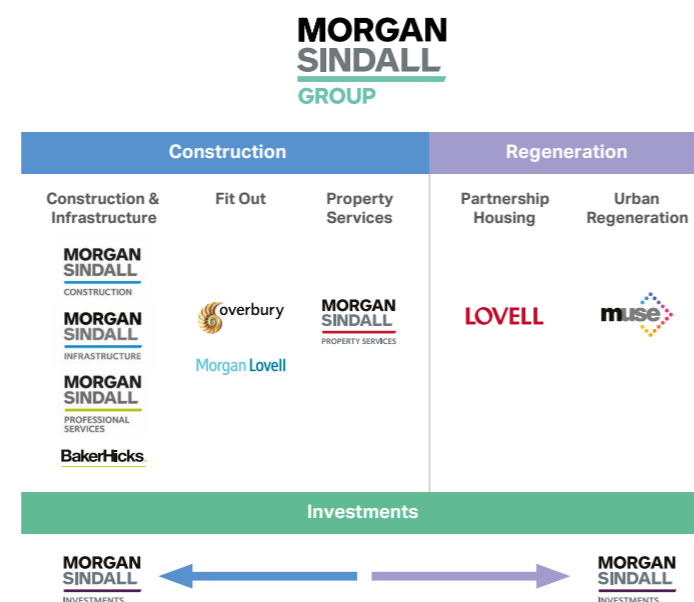 MORGAN
SINDALL
GROUP
Construction
Regeneration
Construction &
Infrastructure
Fit Out
Property
Services
Partnership
Housing
Urban
Regeneration
MORGAN
SINDALL
CONSTRUCTION
MORGAN
SINDALL
INFRASTRUCTURE
MORGAN
SINDALL
PROFESSIONAL
SERVICES
BakerHicks.
overbury
Morgan Lovell
MORGAN
SINDALL
PROPERTY SERVICES
LOVELL
muse
Investments
MORGAN
SINDALL
INVESTMENTS
MORGAN
SINDALL
INVESTMENTS